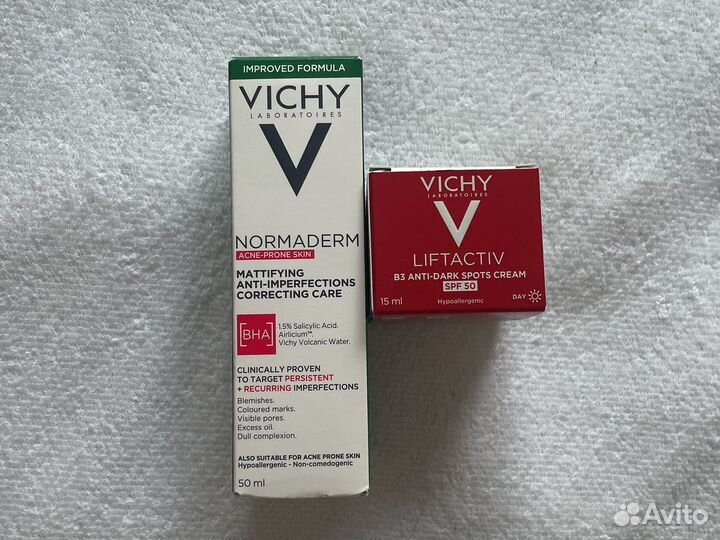 IMPROVED FORMULA
VICHY
LABORATOIRES
NORMADERM
ACNE-PRONE SKIN
MATTIFYING
ANTI-IMPERFECTIONS
CORRECTING CARE
[BHA]
1.5% Salicylic Acid.
Airlicium™
Vichy Volcanic Water.
CLINICALLY PROVEN
TO TARGET PERSISTENT
+ RECURRING IMPERFECTIONS
Blemishes.
Coloured marks.
Visible pores.
Excess oil.
Dull complexion.
ALSO SUITABLE FOR ACNE PRONE SKIN
Hypoallergenic - Non-comedogenic
50 ml
VICHY
LABORATOIRES
LIFTACTIV
B3 ANTI-DARK SPOTS CREAM
SPF 50
15 ml
Hypoallergenic
DAY
Avito